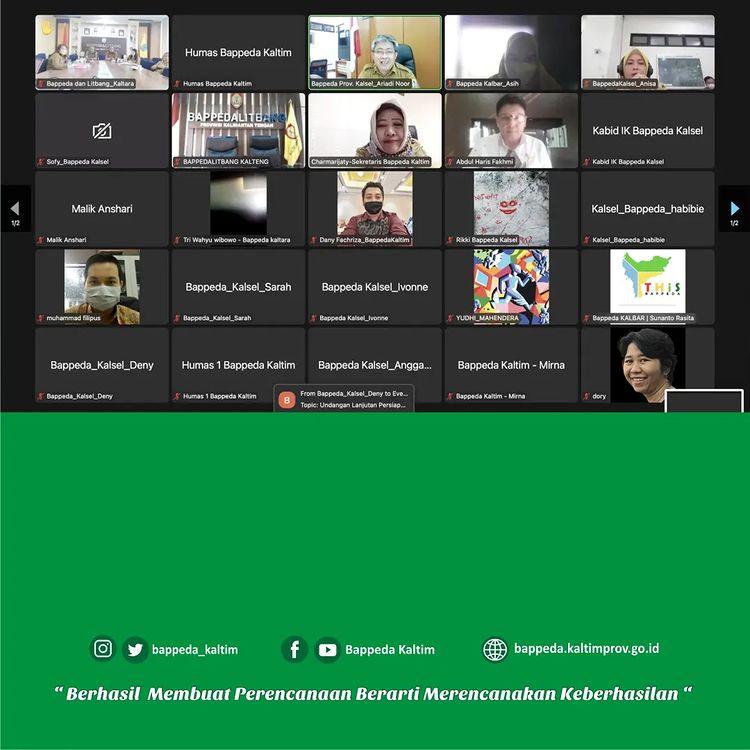 Humas Bappeda Kaltim
Bappeda dan Litbang_Kaltara
Humas Bappeda Kaltim
Bappeda Prov. Kalsel_Ariadi Noor
Bappeda Kalbar_Asih
BappedaKalsel_Anisa
BAPPEDALITBANG
PROVINSI KALIMANTAN TENGAH
Kabid IK Bappeda Kalsel
Sofy_Bappeda Kalsel
BAPPEDALITBANG KALTENG
Charmarijaty-Sekretaris Bappeda Kaltim
Abdul Haris Fakhmi
Kabid IK Bappeda Kalsel
Malik Anshari
Kalsel_Bappeda_habibie
1/2
1/2
Malik Anshari
Tri Wahyu wibowo - Bappeda kaltara
Dany Fachriza_BappedaKaltim
Rikki Bappeda Kalsel
Kalsel_Bappeda_habibie
THiS
BAPPEDA
Bappeda_Kalsel_Sarah
Bappeda Kalsel_Ivonne
muhammad filipus
Bappeda_Kalsel_Sarah
Bappeda Kalsel_Ivonne
YUDHI_MAHENDERA
Bappeda KALBAR | Sunanto Rasita
Bappeda_Kalsel_Deny
Humas 1 Bappeda Kaltim
Bappeda_Kalsel_Angga...
Bappeda Kaltim - Mirna
Bappeda_Kalsel_Deny
Humas 1 Bappeda Kaltim
B
From Bappeda_Kalsel_Deny to Eve...
Topic: Undangan Lanjutan Persiap...
Bappeda Kaltim - Mirna
dory
bappeda_kaltim
Bappeda Kaltim
bappeda.kaltimprov.go.id
“ Berhasil Membuat Perencanaan Berarti Merencanakan Keberhasilan “